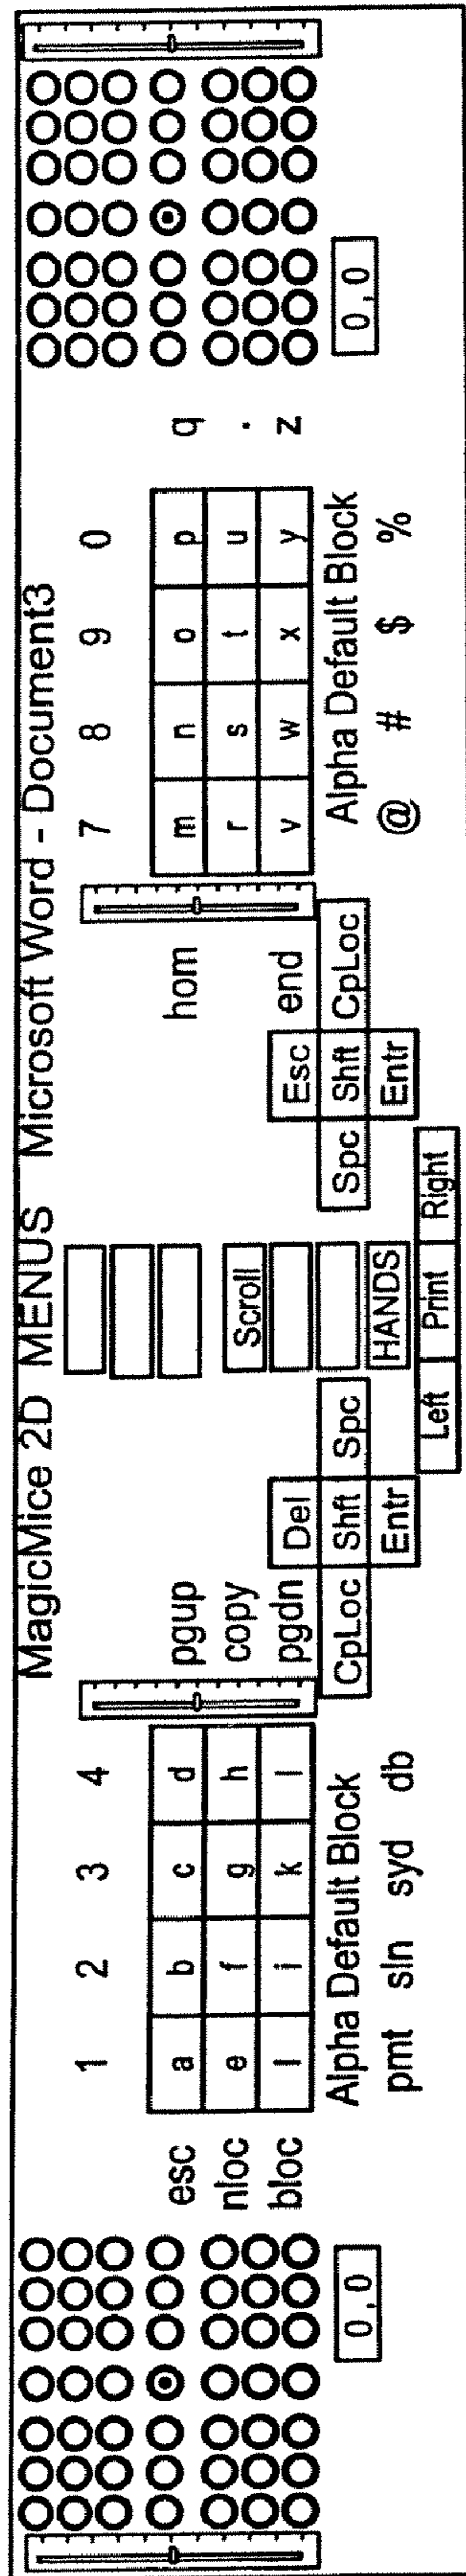 MagicMice 2D MENUS Microsoft Word - Document3
1 2 3 4 7 8 9 0
esc a b c d pgup hom m n o p q
nloc e f g h copy Scroll r s t u .
bloc I j k l pgdn Del Esc end v w x y z
0,0 Alpha Default Block CpLoc Shft Spc Spc Shft CpLoc Alpha Default Block 0,0
pmt sln syd db Entr HANDS Entr @ # $ %
Left Print Right